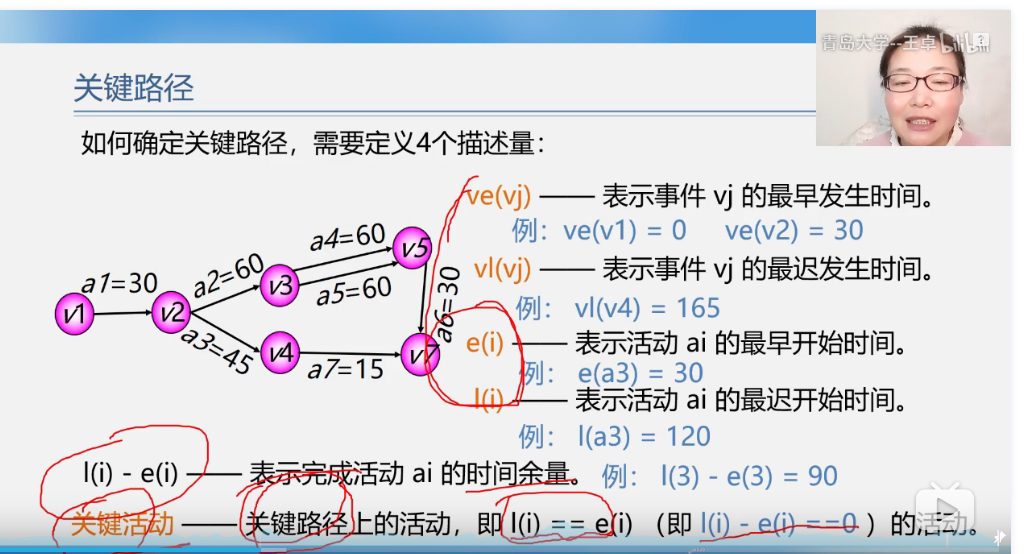 青岛大学--王卓
关键路径
如何确定关键路径，需要定义4个描述量：
ve(vj) —— 表示事件 vj 的最早发生时间。
例：ve(v1) = 0 ve(v2) = 30
vl(vj) —— 表示事件 vj 的最迟发生时间。
例：vl(v4) = 165
e(i) —— 表示活动 ai 的最早开始时间。
例：e(a3) = 30
l(i) —— 表示活动 ai 的最迟开始时间。
例：l(a3) = 120
a1=30
a2=60
a3=45
a4=60
a5=60
a6=30
a7=15
v1
v2
v3
v4
v5
v7
l(i) - e(i) —— 表示完成活动 ai 的时间余量。例：l(3) - e(3) = 90
关键活动 —— 关键路径上的活动，即 l(i) == e(i)（即 l(i) - e(i) ==0）的活动。